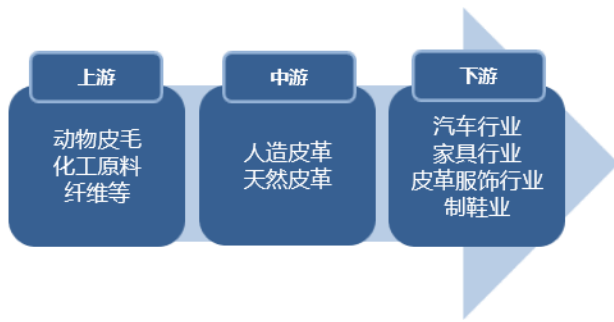 上游
动物皮毛
化工原料
纤维等
中游
人造皮革
天然皮革
下游
汽车行业
家具行业
皮革服饰行业
制鞋业